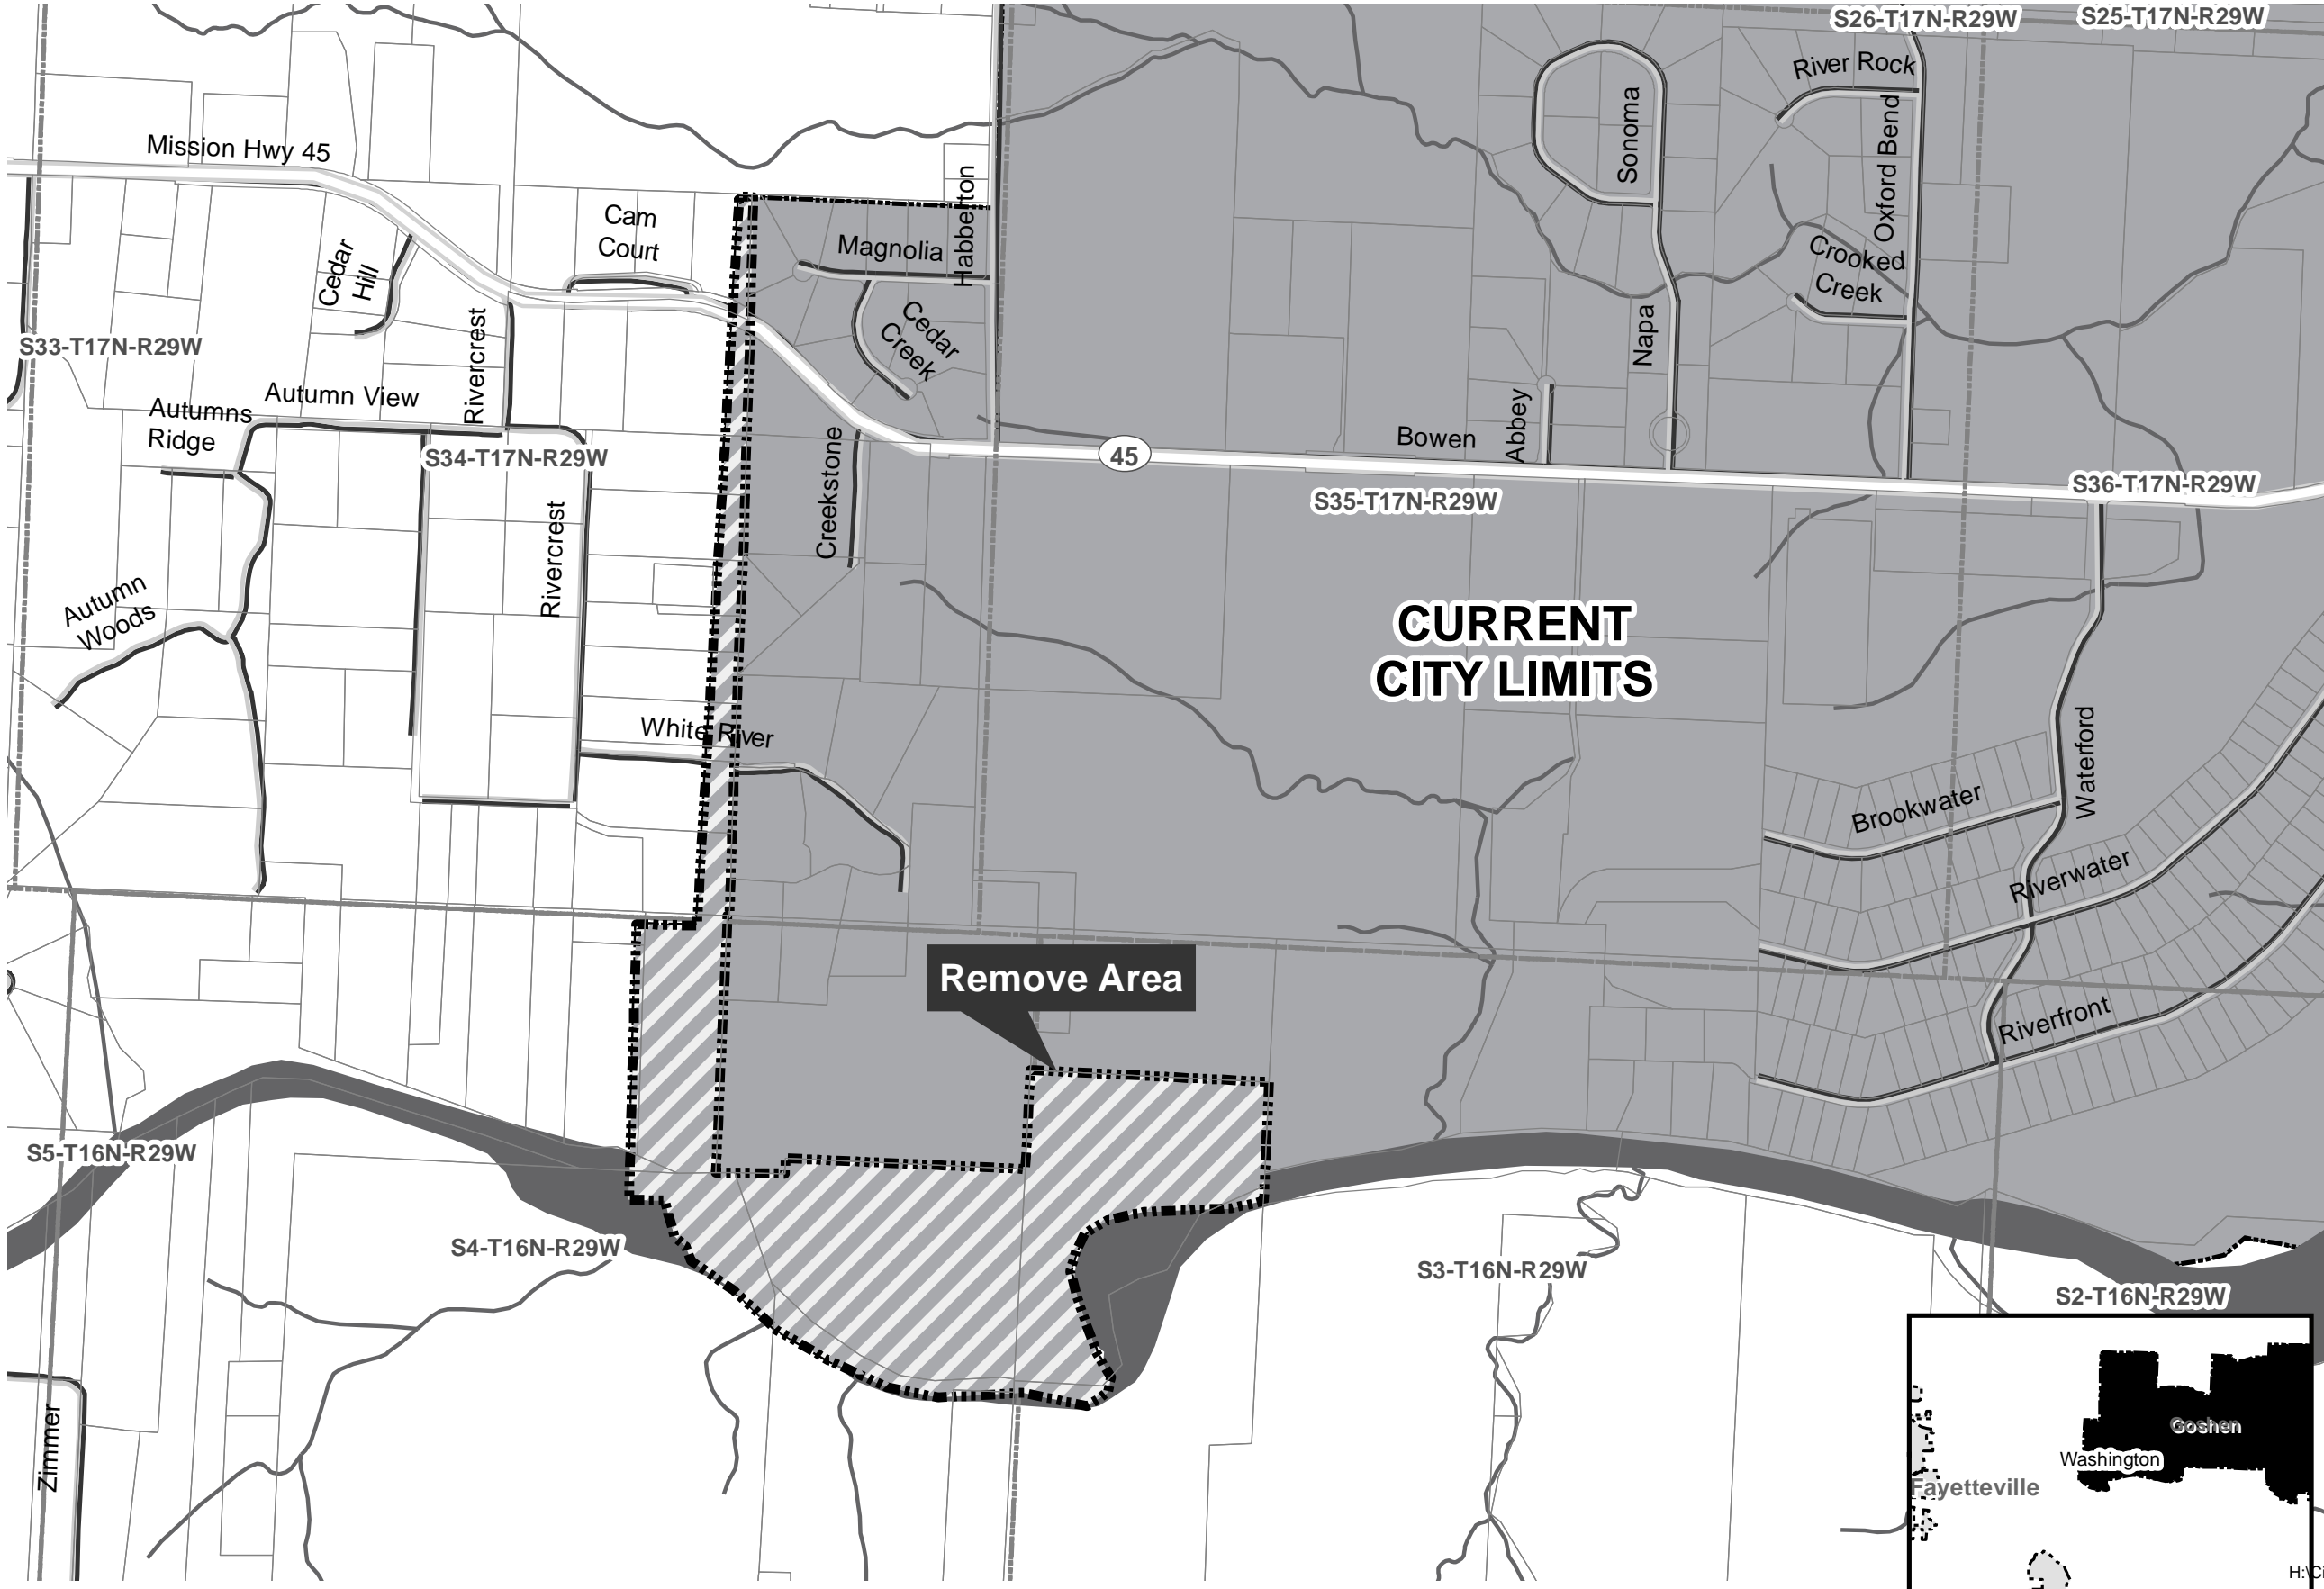 S26-T17N-R29W
S25-T17N-R29W
River Rock
Sonoma
Oxford Bend
Mission Hwy 45
Cam
Court
Habberton
Magnolia
Cedar
Hill
Crooked
Creek
Cedar
Creek
Napa
S33-T17N-R29W
Rivercrest
Autumn View
Autumns
Ridge
S34-T17N-R29W
Creekstone
45
Bowen
Abbey
S35-T17N-R29W
S36-T17N-R29W
Rivercrest
Autumn
Woods
CURRENT
CITY LIMITS
White River
Waterford
Brookwater
Riverwater
Remove Area
Riverfront
S5-T16N-R29W
S4-T16N-R29W
S3-T16N-R29W
S2-T16N-R29W
Zimmer
Goshen
Washington
Fayetteville